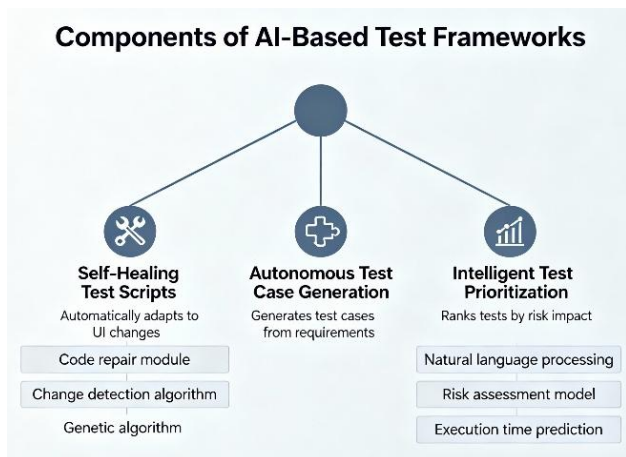 Components of AI-Based Test Frameworks
Self-Healing
Test Scripts
Automatically adapts to
UI changes
Code repair module
Change detection algorithm
Genetic algorithm
Autonomous Test
Case Generation
Generates test cases
from requirements
Intelligent Test
Prioritization
Ranks tests by risk impact
Natural language processing
Risk assessment model
Execution time prediction